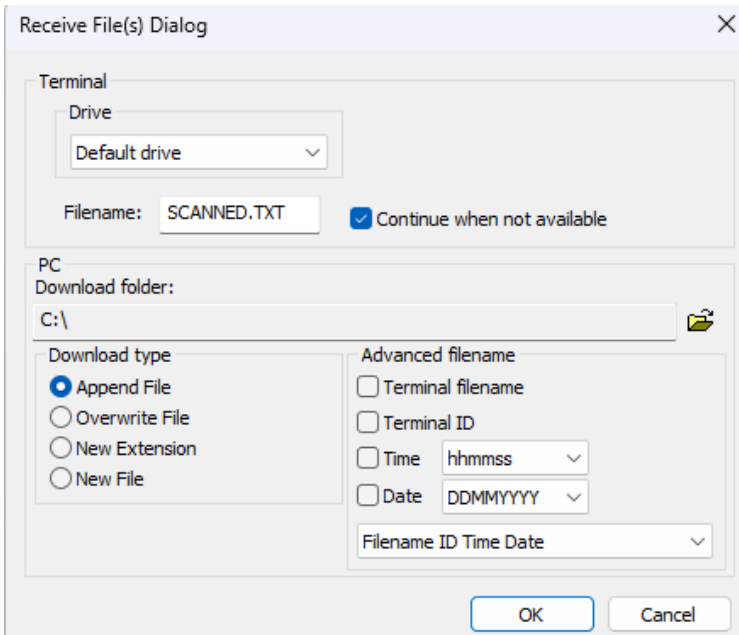 Receive File(s) Dialog
Terminal
Drive
Default drive
Filename: SCANNED.TXT Continue when not available
PC
Download folder:
C:\
Download type
Append File
Overwrite File
New Extension
New File
Advanced filename
Terminal filename
Terminal ID
Time hhmmss
Date DDMMYYYY
Filename ID Time Date
OK Cancel